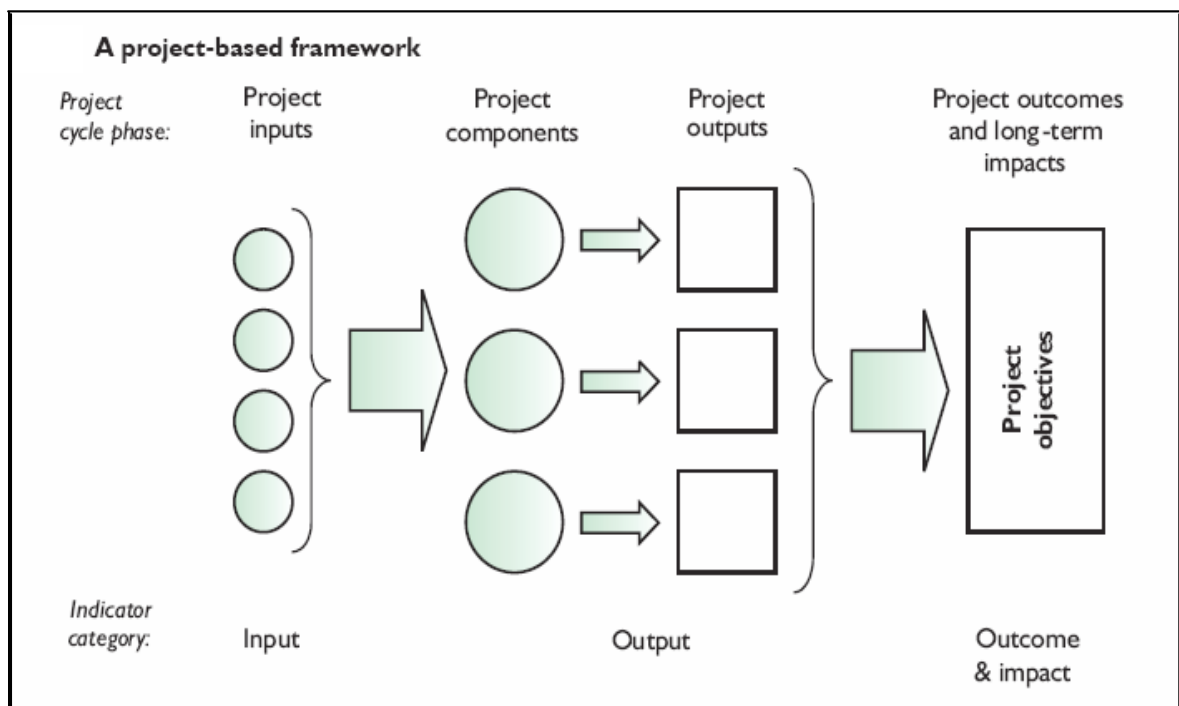 A project-based framework
Project
cycle phase:
Project
inputs
Project
components
Project
outputs
Project outcomes
and long-term
impacts
Project
objectives
Indicator
category:
Input
Output
Outcome
& impact